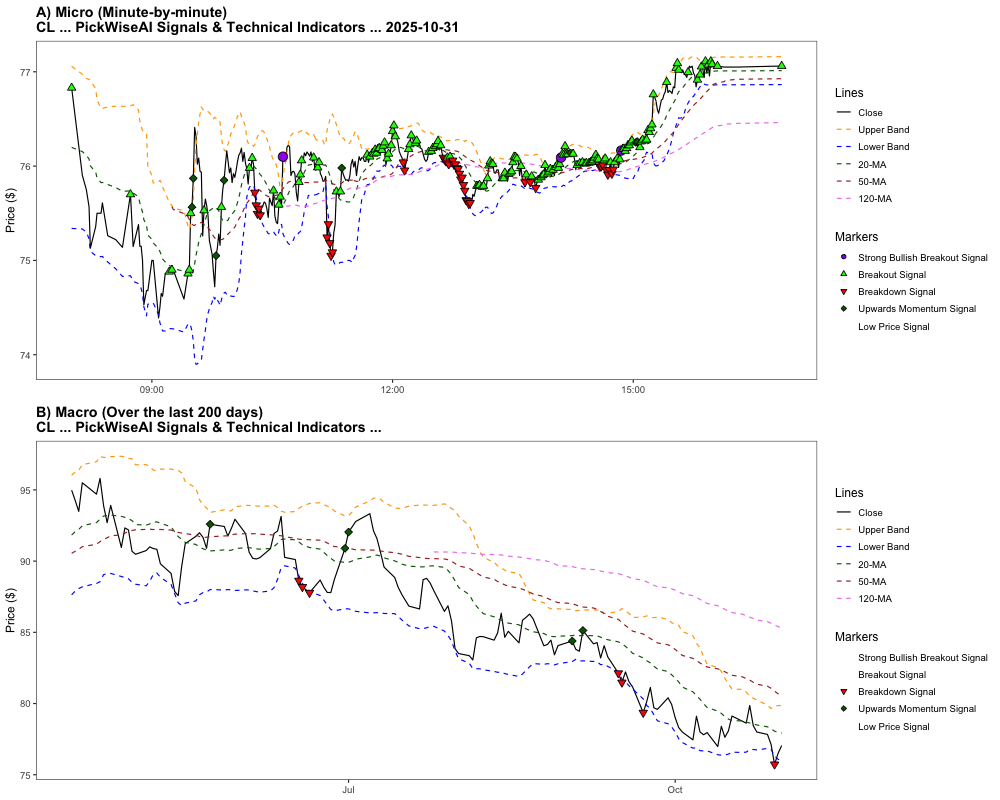 A) Micro (Minute-by-minute)
CL ... PickWiseAI Signals & Technical Indicators ... 2025-10-31
Price ($)
77
76
75
74
09:00
12:00
15:00
Lines
Close
Upper Band
Lower Band
20-MA
50-MA
120-MA
Markers
Strong Bullish Breakout Signal
Breakout Signal
Breakdown Signal
Upwards Momentum Signal
Low Price Signal
B) Macro (Over the last 200 days)
CL ... PickWiseAI Signals & Technical Indicators ...
Price ($)
95
90
85
80
75
Jul
Oct
Lines
Close
Upper Band
Lower Band
20-MA
50-MA
120-MA
Markers
Strong Bullish Breakout Signal
Breakout Signal
Breakdown Signal
Upwards Momentum Signal
Low Price Signal